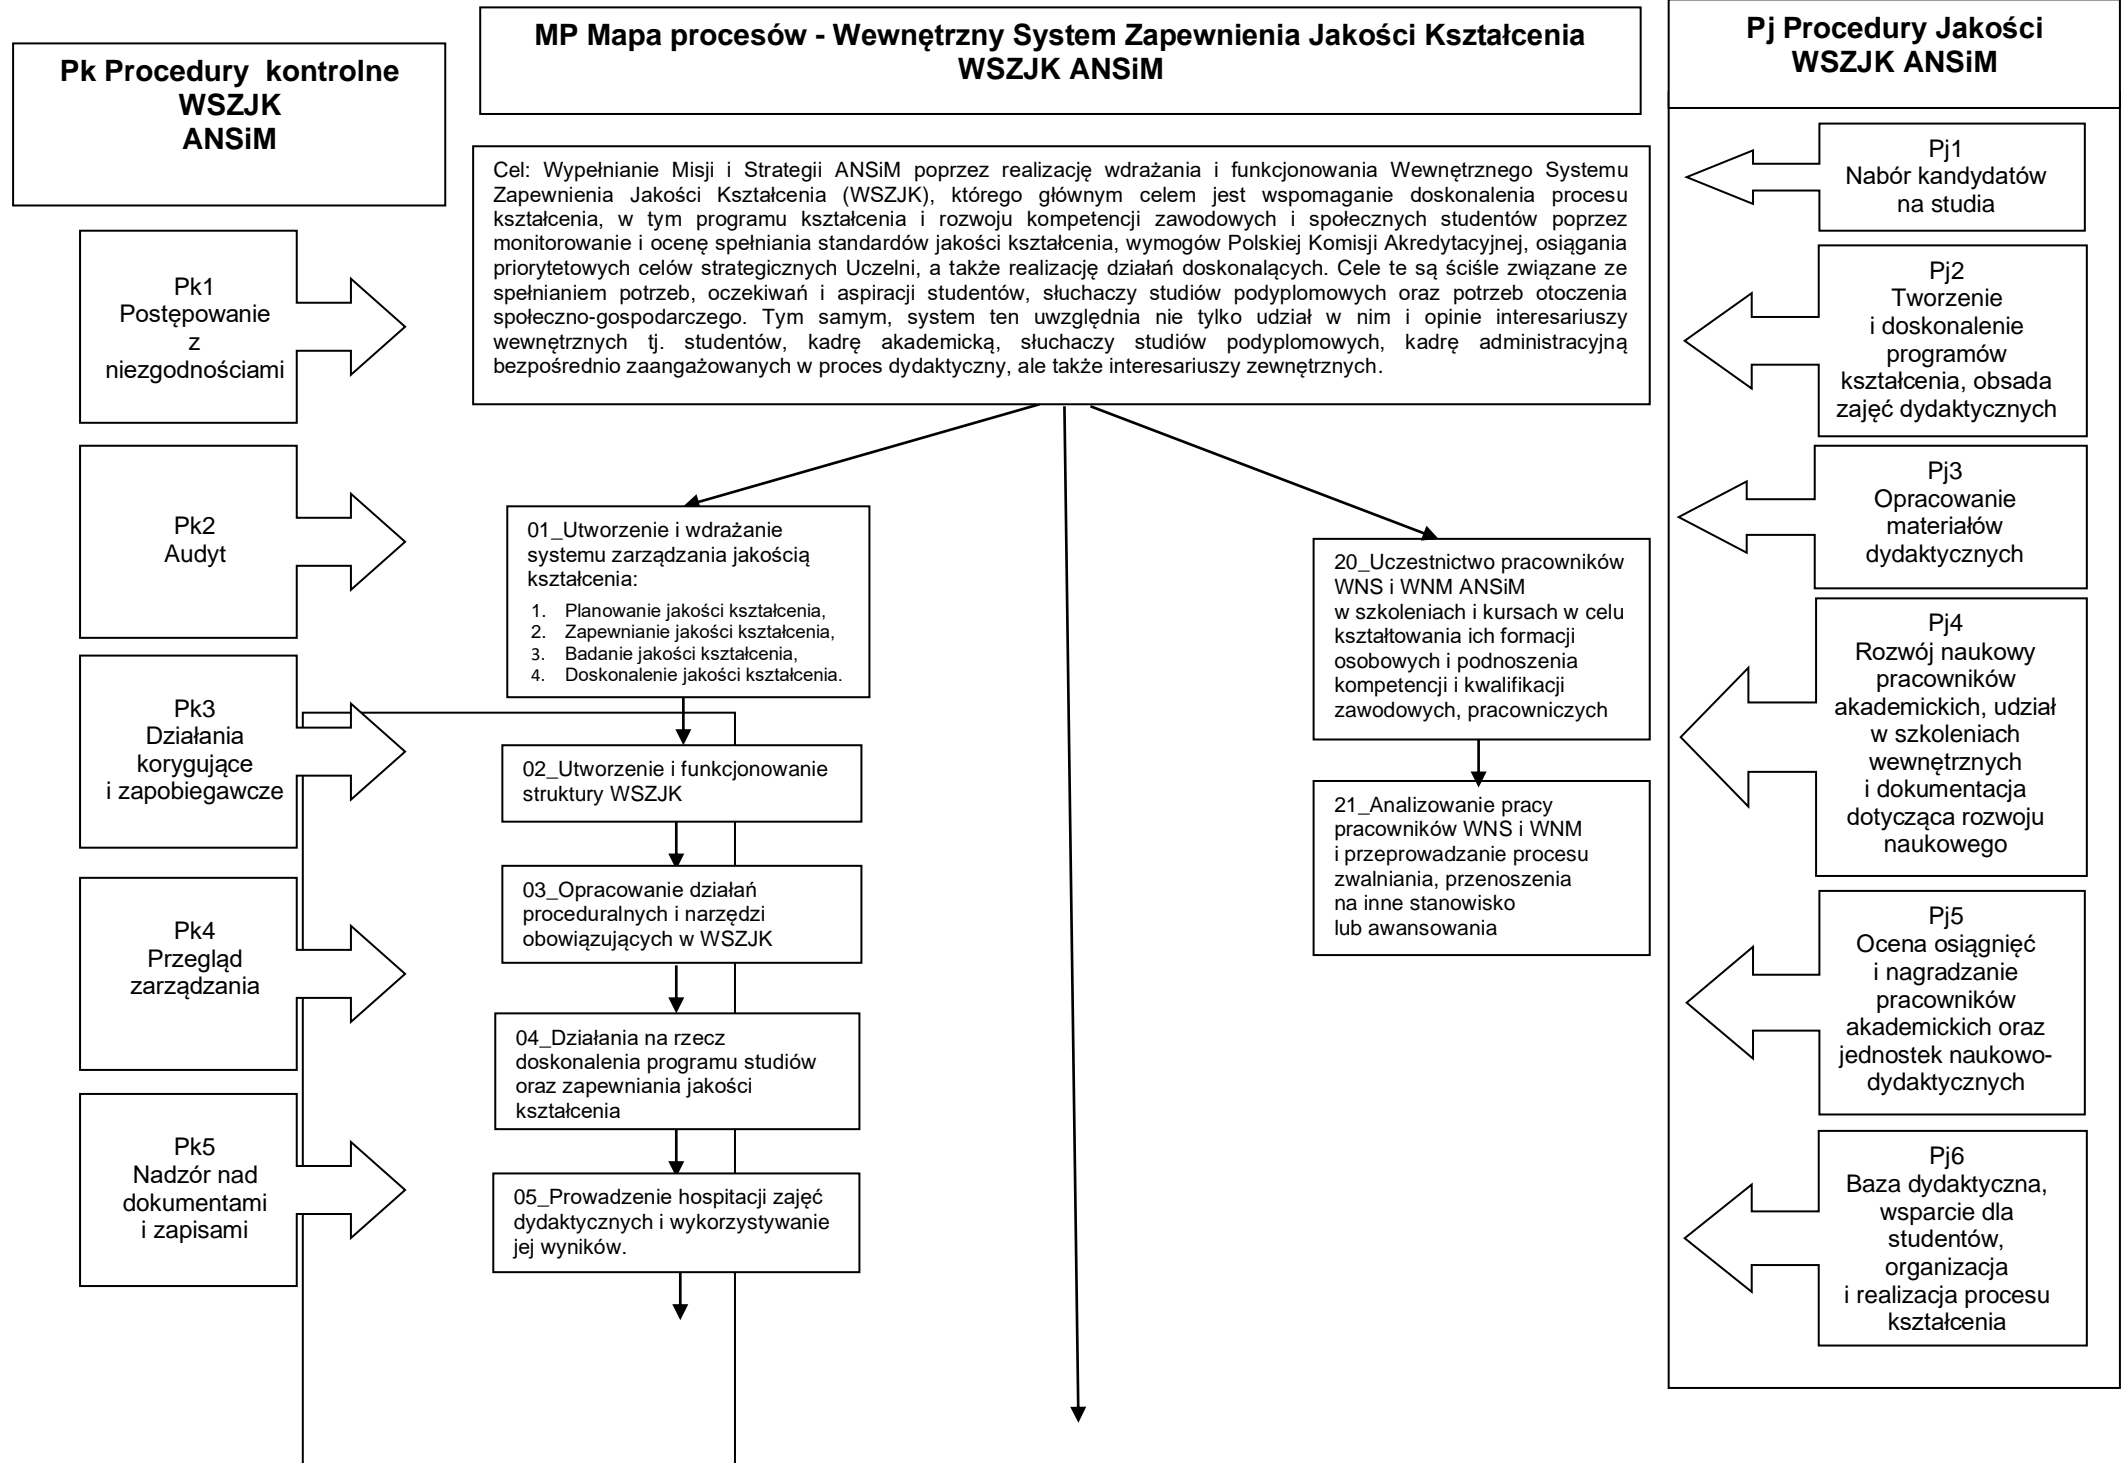 Pk Procedury kontrolne
WSZJK
ANSiM
MP Mapa procesów - Wewnętrzny System Zapewnienia Jakości Kształcenia
WSZJK ANSiM
Pj Procedury Jakości
WSZJK ANSiM
Cel: Wypełnianie Misji i Strategii ANSiM poprzez realizację wdrażania i funkcjonowania Wewnętrznego Systemu
Zapewnienia Jakości Kształcenia (WSZJK), którego głównym celem jest wspomaganie doskonalenia procesu
kształcenia, w tym programu kształcenia i rozwoju kompetencji zawodowych i społecznych studentów poprzez
monitorowanie i ocenę spełniania standardów jakości kształcenia, wymogów Polskiej Komisji Akredytacyjnej, osiągania
priorytetowych celów strategicznych Uczelni, a także realizację działań doskonalących. Cele te są ściśle związane ze
spełnianiem potrzeb, oczekiwań i aspiracji studentów, słuchaczy studiów podyplomowych oraz potrzeb otoczenia
społeczno-gospodarczego. Tym samym, system ten uwzględnia nie tylko udział w nim i opinie interesariuszy
wewnętrznych tj. studentów, kadrę akademicką, słuchaczy studiów podyplomowych, kadrę administracyjną
bezpośrednio zaangażowanych w proces dydaktyczny, ale także interesariuszy zewnętrznych.
Pk1
Postępowanie
z
niezgodnościami
Pk2
Audyt
Pk3
Działania
korygujące
i zapobiegawcze
Pk4
Przegląd
zarządzania
Pk5
Nadzór nad
dokumentami
i zapisami
01_Utworzenie i wdrażanie
systemu zarządzania jakością
kształcenia:
1. Planowanie jakości kształcenia,
2. Zapewnianie jakości kształcenia,
3. Badanie jakości kształcenia,
4. Doskonalenie jakości kształcenia.
02_Utworzenie i funkcjonowanie
struktury WSZJK
03_Opracowanie działań
proceduralnych i narzędzi
obowiązujących w WSZJK
04_Działania na rzecz
doskonalenia programu studiów
oraz zapewniania jakości
kształcenia
05_Prowadzenie hospitacji zajęć
dydaktycznych i wykorzystywanie
jej wyników.
20_Uczestnictwo pracowników
WNS i WNM ANSiM
w szkoleniach i kursach w celu
kształtowania ich formacji
osobowych i podnoszenia
kompetencji i kwalifikacji
zawodowych, pracowniczych
21_Analizowanie pracy
pracowników WNS i WNM
i przeprowadzanie procesu
zwalniania, przenoszenia
na inne stanowisko
lub awansowania
Pj1
Nabór kandydatów
na studia
Pj2
Tworzenie
i doskonalenie
programów
kształcenia, obsada
zajęć dydaktycznych
Pj3
Opracowanie
materiałów
dydaktycznych
Pj4
Rozwój naukowy
pracowników
akademickich, udział
w szkoleniach
wewnętrznych
i dokumentacja
dotycząca rozwoju
naukowego
Pj5
Ocena osiągnięć
i nagradzanie
pracowników
akademickich oraz
jednostek naukowo-
dydaktycznych
Pj6
Baza dydaktyczna,
wsparcie dla
studentów,
organizacja
i realizacja procesu
kształcenia